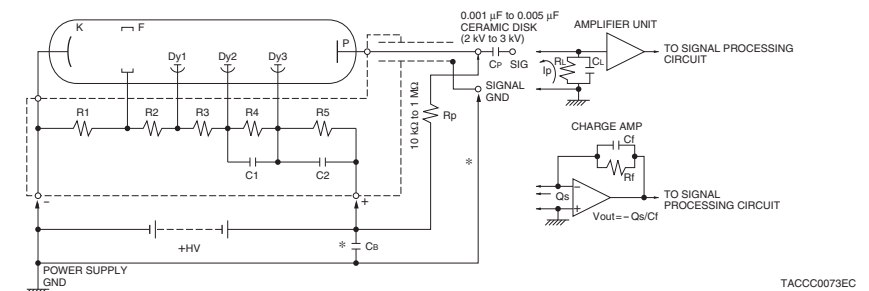 0.001 µF to 0.005 µF
CERAMIC DISK
(2 kV to 3 kV)
AMPLIFIER UNIT
K
F
Dy1
Dy2
Dy3
P
CP
SIG
SIGNAL
GND
RL
CL
Ip
TO SIGNAL PROCESSING
CIRCUIT
R1
R2
R3
R4
R5
C1
C2
10 kΩ to 1 MΩ
Rp
*
CHARGE AMP
Cf
Rf
Qs
−
+
Vout=−Qs/Cf
TO SIGNAL
PROCESSING CIRCUIT
−
+
+HV
* CB
POWER SUPPLY
GND
TACCC0073EC